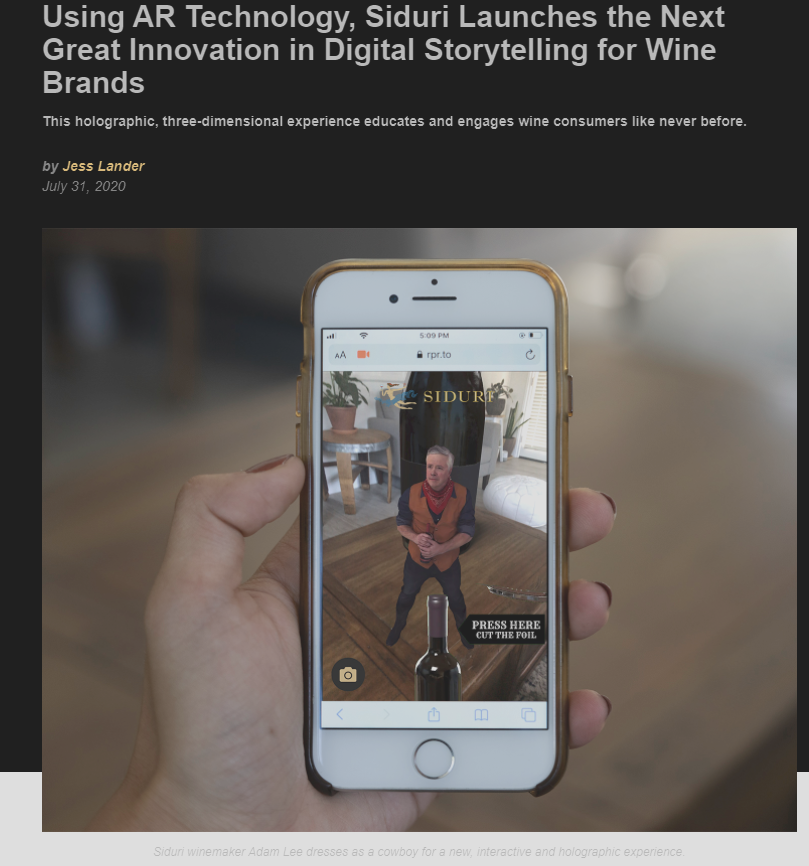 Using AR Technology, Siduri Launches the Next
Great Innovation in Digital Storytelling for Wine
Brands
This holographic, three-dimensional experience educates and engages wine consumers like never before.
by Jess Lander
July 31, 2020
5:09 PM
AA rpr.to
SIDURI
PRESS HERE
CUT THE FOIL
Siduri winemaker Adam Lee dresses as a cowboy for a new, interactive and holographic experience.